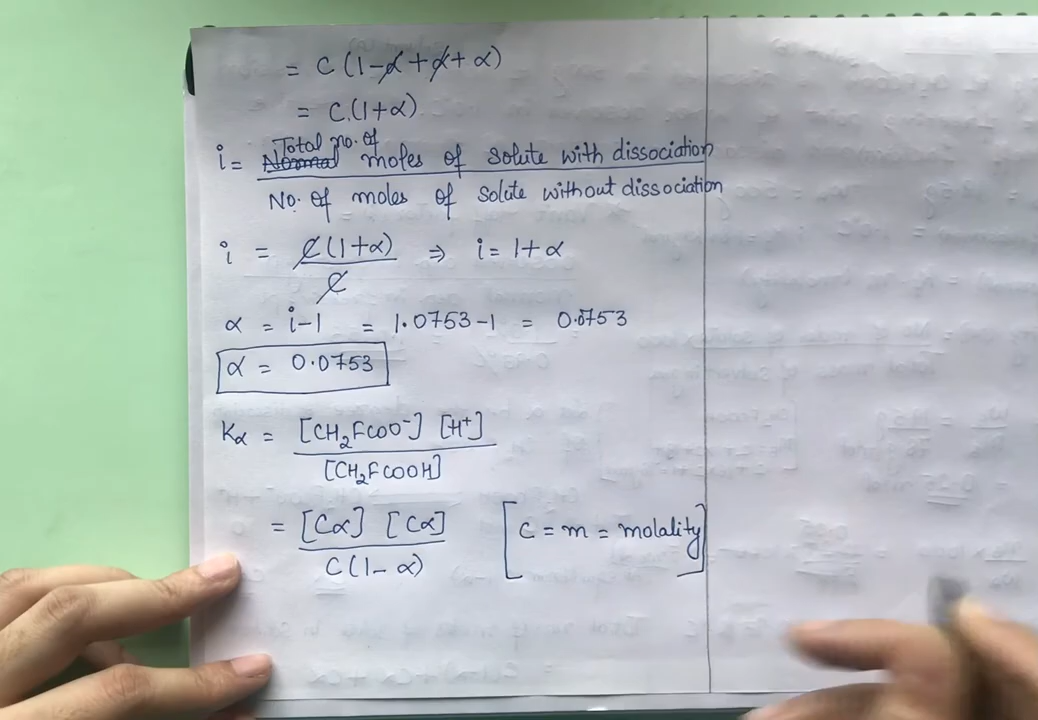 = C (1-α+α+α)
= C.(1+α)
i = Total no. of moles of solute with dissociation
No. of moles of solute without dissociation
i = C(1+α) / C ⇒ i = 1+α
α = i-1 = 1.0753-1 = 0.0753
α = 0.0753
Kα = [CH₂FCOO⁻] [H⁺]
[CH₂FCOOH]
= [Cα] [Cα] [C = m = molality]
C(1-α)